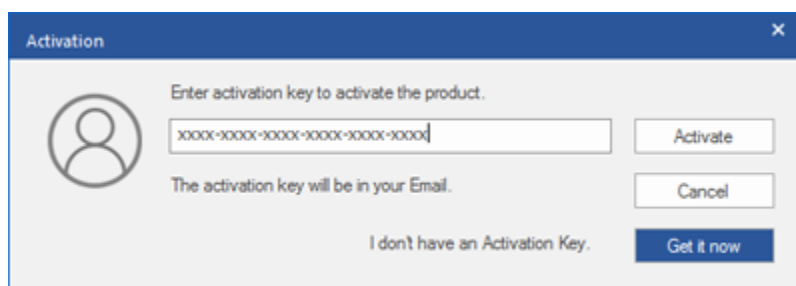 Activation
Enter activation key to activate the product.
xxxx-xxxx-xxxx-xxxx-xxxx-xxxx
Activate
The activation key will be in your Email.
Cancel
I don't have an Activation Key.
Get it now